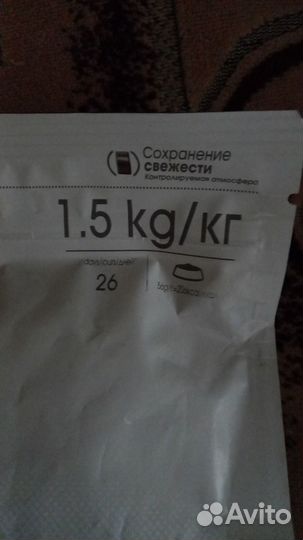 Сохранение
свежести
Контролируемая атмосфера
1.5 kg/кг
26
Avito